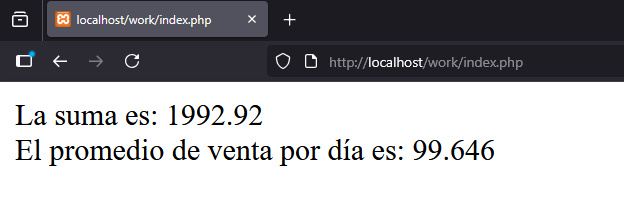 localhost/work/index.php
http://localhost/work/index.php
La suma es: 1992.92
El promedio de venta por día es: 99.646